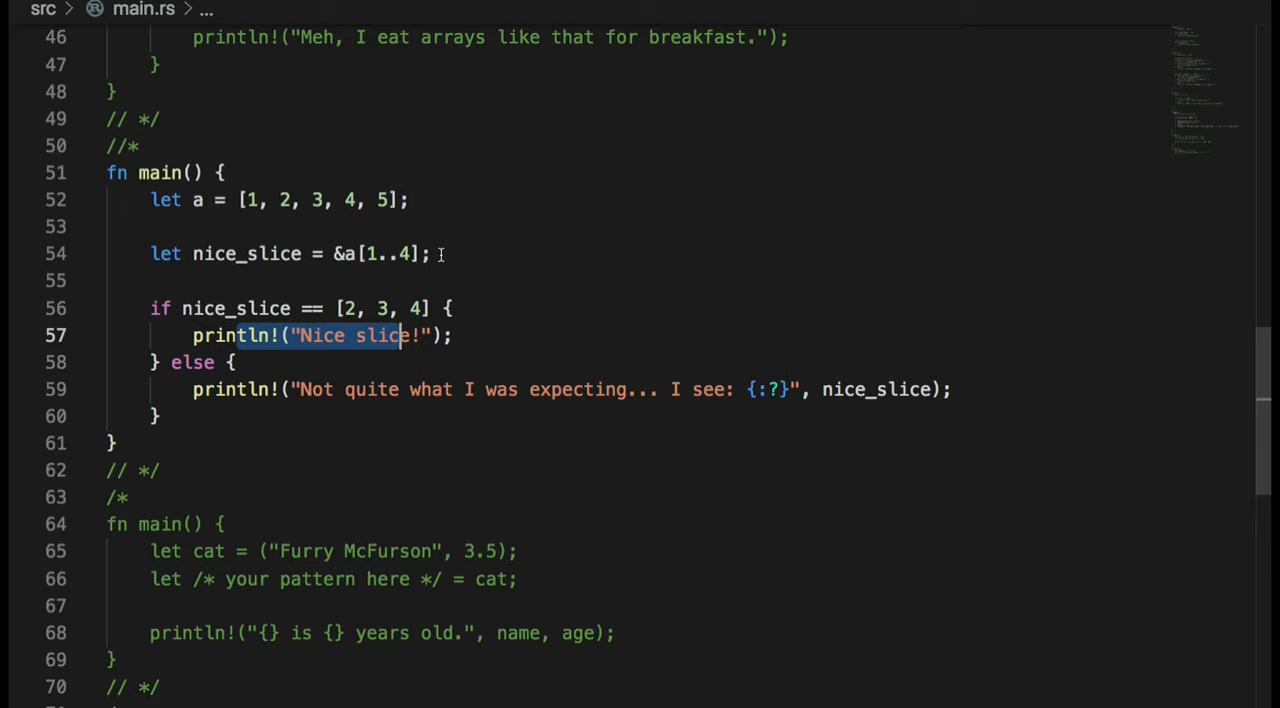 src > main.rs > ...
46 println!("Meh, I eat arrays like that for breakfast.");
47 }
48 }
49 // */
50 //*
51 fn main() {
52 let a = [1, 2, 3, 4, 5];
53
54 let nice_slice = &a[1..4];
55
56 if nice_slice == [2, 3, 4] {
57 println!("Nice slice!");
58 } else {
59 println!("Not quite what I was expecting... I see: {:?}", nice_slice);
60 }
61 }
62 // */
63 /*
64 fn main() {
65 let cat = ("Furry McFurson", 3.5);
66 let /* your pattern here */ = cat;
67
68 println!("{} is {} years old.", name, age);
69 }
70 // */